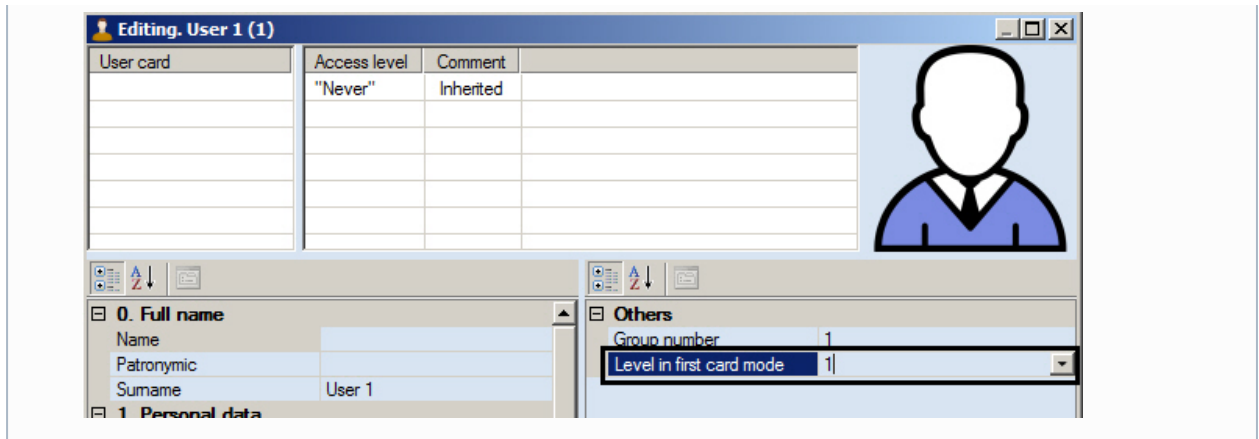 Editing. User 1 (1)
User card Access level Comment
"Never" Inherited
0. Full name
Name
Patronymic
Surname User 1
1. Personal data
Others
Group number 1
Level in first card mode 1